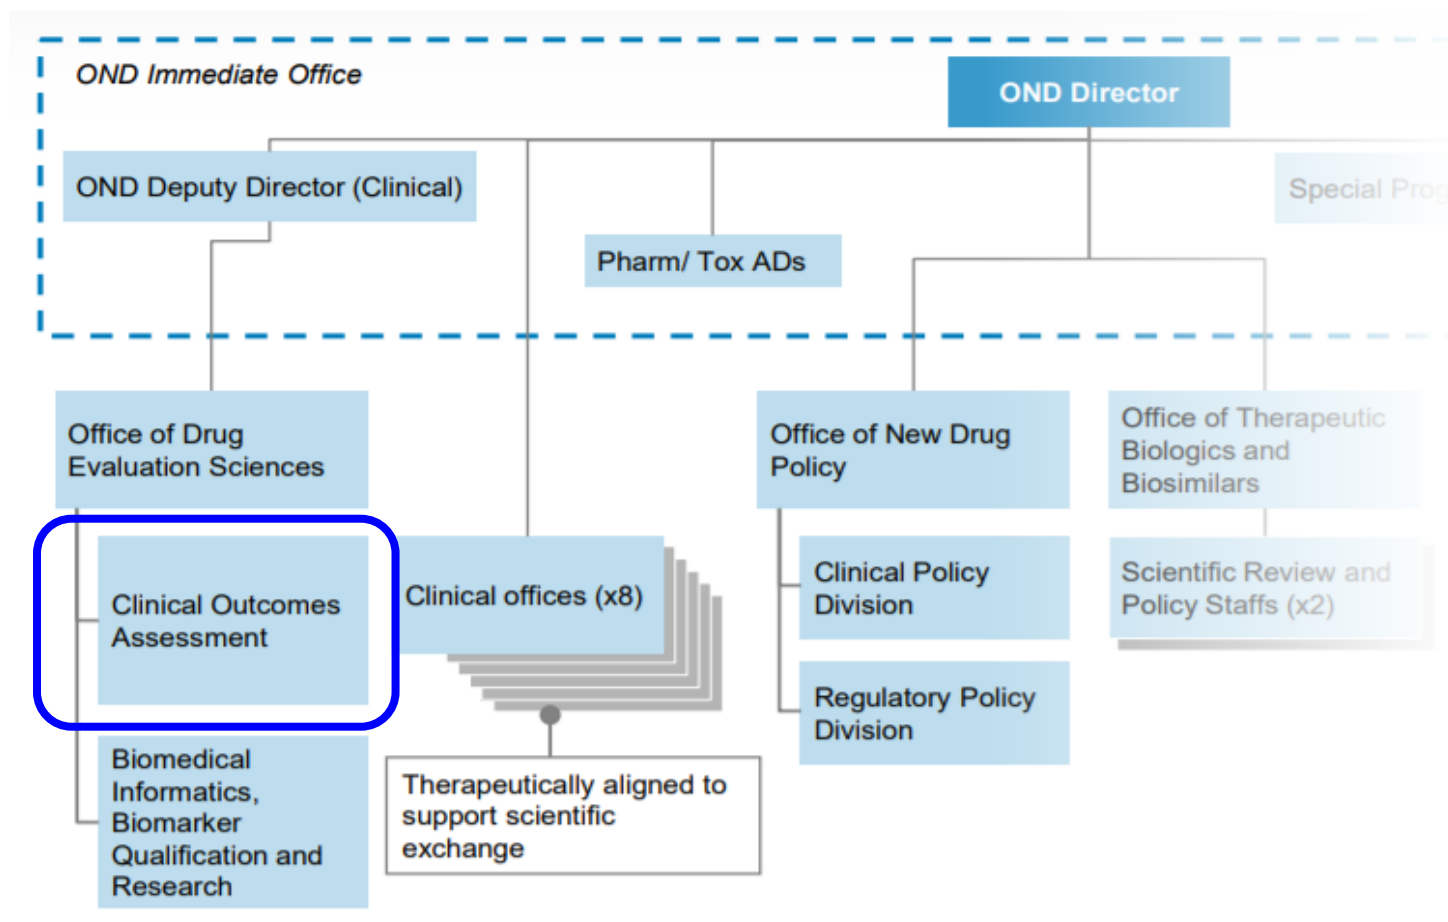 OND Immediate Office
OND Director
OND Deputy Director (Clinical)
Special Prog
Pharm/ Tox ADs
Office of Drug
Evaluation Sciences
Office of New Drug
Policy
Office of Therapeutic
Biologics and
Biosimilars
Clinical Outcomes
Assessment
Clinical offices (x8)
Clinical Policy
Division
Scientific Review and
Policy Staffs (x2)
Regulatory Policy
Division
Biomedical
Informatics,
Biomarker
Qualification and
Research
Therapeutically aligned to
support scientific
exchange